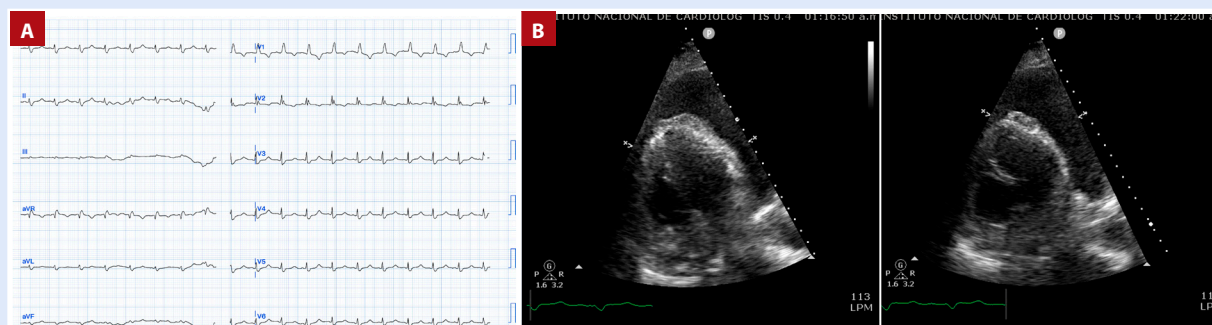 A
V1
II
V2
III
V3
aVR
V4
aVL
V5
aVF
V6
B
INSTITUTO NACIONAL DE CARDIOLOG TIS 0.4 01:16:50 a.m
P
x
x
G
P R
1.6 3.2
113
LPM
INSTITUTO NACIONAL DE CARDIOLOG TIS 0.4 01:22:00 a
P
x
x
G
P R
1.6 3.2
11
LP